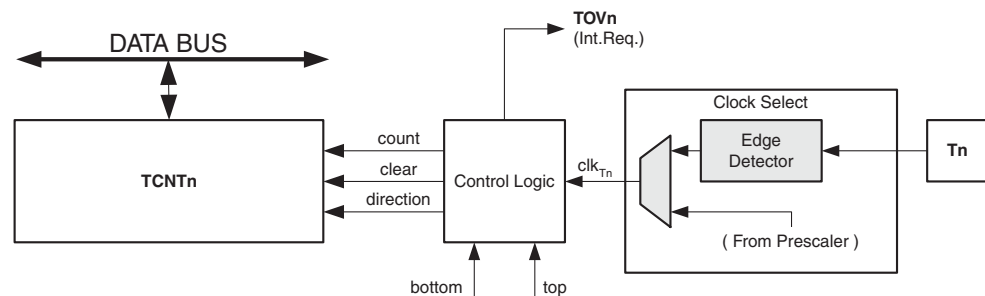 TOVn
(Int.Req.)
DATA BUS
Clock Select
count
Edge
Detector
Tn
TCNTn
clear
Control Logic
clkTn
direction
( From Prescaler )
bottom
top